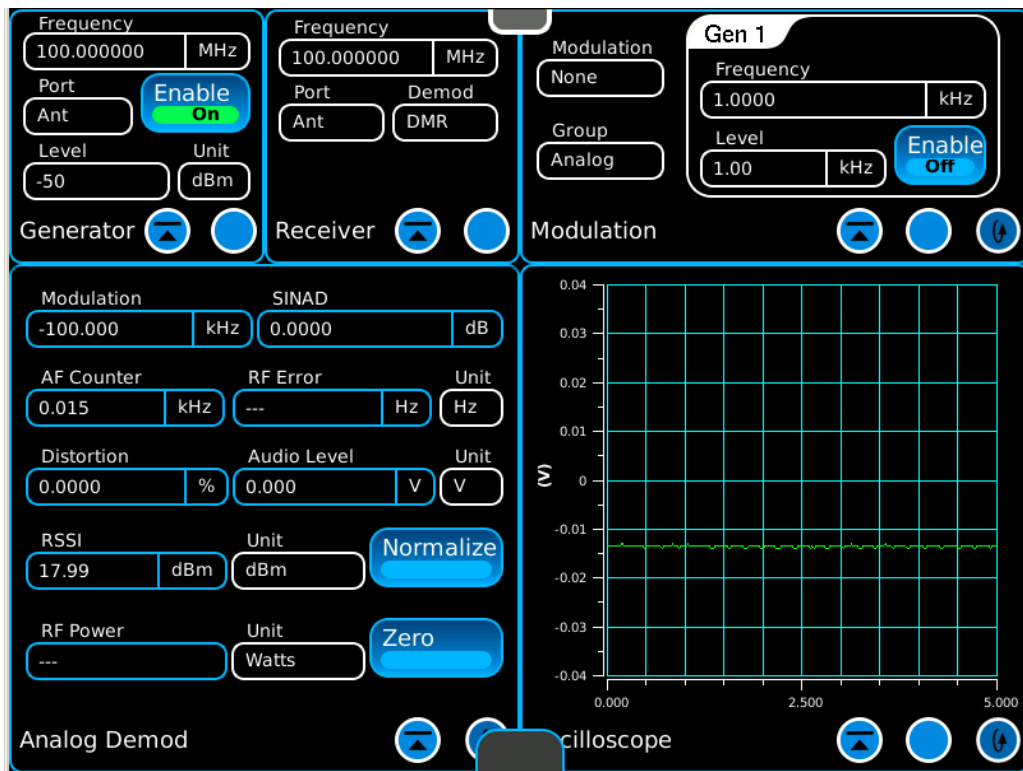 Frequency
100.000000 MHz
Port
Ant
Enable
On
Level Unit
-50 dBm
Generator
Frequency
100.000000 MHz
Port Demod
Ant DMR
Receiver
Modulation
None
Group
Analog
Gen 1
Frequency
1.0000 kHz
Level
1.00 kHz
Enable
Off
Modulation
Modulation SINAD
-100.000 kHz 0.0000 dB
AF Counter RF Error Unit
0.015 kHz --- Hz Hz
Distortion Audio Level Unit
0.0000 % 0.000 V V
RSSI Unit
17.99 dBm dBm
Normalize
RF Power Unit
--- Watts
Zero
Analog Demod
0.04
0.03
0.02
0.01
0
-0.01
-0.02
-0.03
-0.04
(V)
0.000 2.500 5.000
cilloscope